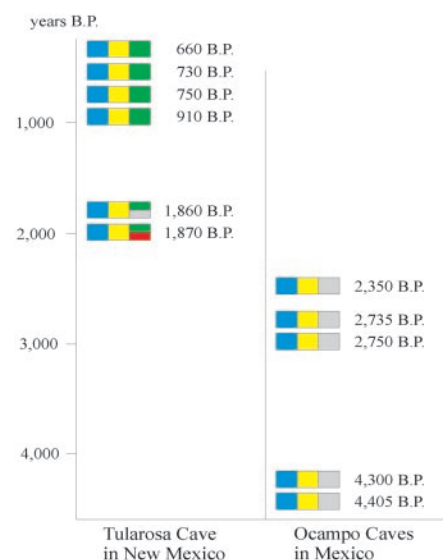 years B.P.
660 B.P.
730 B.P.
750 B.P.
910 B.P.
1,000
1,860 B.P.
1,870 B.P.
2,000
2,350 B.P.
2,735 B.P.
2,750 B.P.
3,000
4,000
4,300 B.P.
4,405 B.P.
Tularosa Cave
in New Mexico
Ocampo Caves
in Mexico